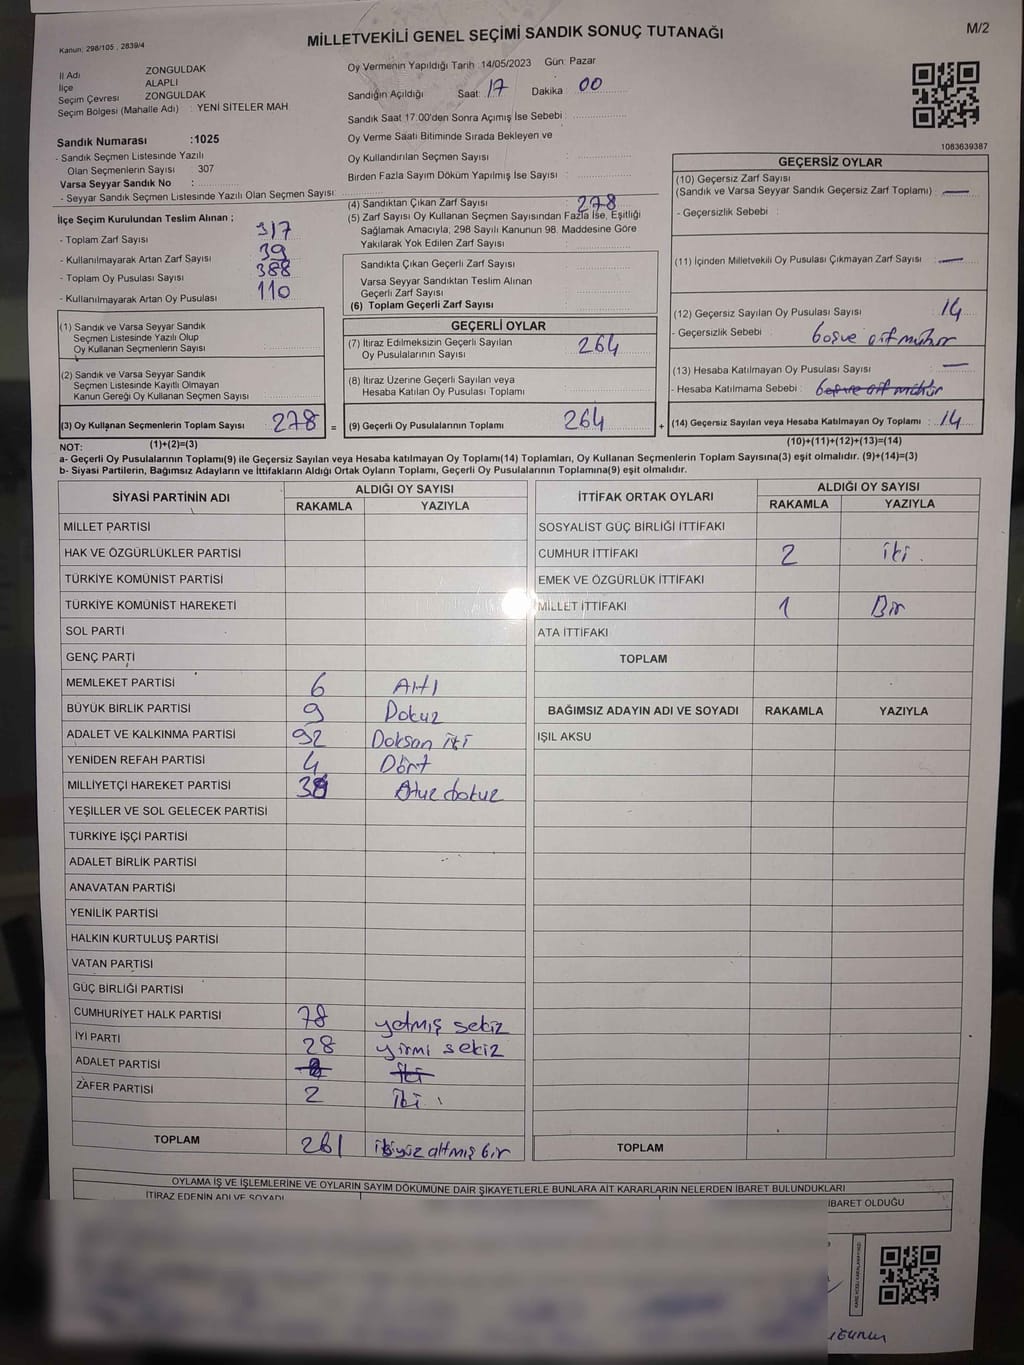 M/2
Kanun: 298/105 , 2839/4
MİLLETVEKİLİ GENEL SEÇİMİ SANDIK SONUÇ TUTANAĞI
İl Adı ZONGULDAK
İlçe ALAPLI
Seçim Çevresi ZONGULDAK
Seçim Bölgesi (Mahalle Adı) : YENİ SİTELER MAH
Oy Vermenin Yapıldığı Tarih :14/05/2023 Gün: Pazar
Sandığın Açıldığı Saat: 17 Dakika 00
Sandık Saat 17:00'den Sonra Açımış İse Sebebi :
Oy Verme Saati Bitiminde Sırada Bekleyen ve
Oy Kullandırılan Seçmen Sayısı :
Birden Fazla Sayım Döküm Yapılmış İse Sayısı :
1083639387
Sandık Numarası :1025
- Sandık Seçmen Listesinde Yazılı
Olan Seçmenlerin Sayısı : 307
Varsa Seyyar Sandık No :
- Seyyar Sandık Seçmen Listesinde Yazılı Olan Seçmen Sayısı:
İlçe Seçim Kurulundan Teslim Alınan ;
- Toplam Zarf Sayısı 317
- Kullanılmayarak Artan Zarf Sayısı 39
- Toplam Oy Pusulası Sayısı 388
- Kullanılmayarak Artan Oy Pusulası 110
(4) Sandıktan Çıkan Zarf Sayısı : 278
(5) Zarf Sayısı Oy Kullanan Seçmen Sayısından Fazla İse, Eşitliği
Sağlamak Amacıyla, 298 Sayılı Kanunun 98. Maddesine Göre
Yakılarak Yok Edilen Zarf Sayısı :
Sandıkta Çıkan Geçerli Zarf Sayısı :
Varsa Seyyar Sandıktan Teslim Alınan
Geçerli Zarf Sayısı :
(6) Toplam Geçerli Zarf Sayısı :
GEÇERSİZ OYLAR
(10) Geçersiz Zarf Sayısı
(Sandık ve Varsa Seyyar Sandık Geçersiz Zarf Toplamı) : —
- Geçersizlik Sebebi :
(11) İçinden Milletvekili Oy Pusulası Çıkmayan Zarf Sayısı : —
(12) Geçersiz Sayılan Oy Pusulası Sayısı : 14
- Geçersizlik Sebebi : boşve çift mühür
(13) Hesaba Katılmayan Oy Pusulası Sayısı : —
- Hesaba Katılmama Sebebi : boş ve çift mühür
(14) Geçersiz Sayılan veya Hesaba Katılmayan Oy Toplamı : 14
(10)+(11)+(12)+(13)=(14)
(1) Sandık ve Varsa Seyyar Sandık
Seçmen Listesinde Yazılı Olup
Oy Kullanan Seçmenlerin Sayısı :
(2) Sandık ve Varsa Seyyar Sandık
Seçmen Listesinde Kayıtlı Olmayan
Kanun Gereği Oy Kullanan Seçmen Sayısı :
(3) Oy Kullanan Seçmenlerin Toplam Sayısı : 278 =
(1)+(2)=(3)
GEÇERLİ OYLAR
(7) İtiraz Edilmeksizin Geçerli Sayılan
Oy Pusulalarının Sayısı : 264
(8) İtiraz Üzerine Geçerli Sayılan veya
Hesaba Katılan Oy Pusulası Toplamı :
(9) Geçerli Oy Pusulalarının Toplamı : 264 +
NOT:
a- Geçerli Oy Pusulalarının Toplamı(9) ile Geçersiz Sayılan veya Hesaba katılmayan Oy Toplamı(14) Toplamları, Oy Kullanan Seçmenlerin Toplam Sayısına(3) eşit olmalıdır. (9)+(14)=(3)
b- Siyasi Partilerin, Bağımsız Adayların ve İttifakların Aldığı Ortak Oyların Toplamı, Geçerli Oy Pusulalarının Toplamına(9) eşit olmalıdır.
SİYASİ PARTİNİN ADI ALDIĞI OY SAYISI
RAKAMLA YAZIYLA
MİLLET PARTİSİ
HAK VE ÖZGÜRLÜKLER PARTİSİ
TÜRKİYE KOMÜNİST PARTİSİ
TÜRKİYE KOMÜNİST HAREKETİ
SOL PARTİ
GENÇ PARTİ
MEMLEKET PARTİSİ 6 Altı
BÜYÜK BİRLİK PARTİSİ 9 Dokuz
ADALET VE KALKINMA PARTİSİ 92 Doksan iki
YENİDEN REFAH PARTİSİ 4 Dört
MİLLİYETÇİ HAREKET PARTİSİ 39 Otuz dokuz
YEŞİLLER VE SOL GELECEK PARTİSİ
TÜRKİYE İŞÇİ PARTİSİ
ADALET BİRLİK PARTİSİ
ANAVATAN PARTİSİ
YENİLİK PARTİSİ
HALKIN KURTULUŞ PARTİSİ
VATAN PARTİSİ
GÜÇ BİRLİĞİ PARTİSİ
CUMHURİYET HALK PARTİSİ 78 yetmiş sekiz
İYİ PARTİ 28 yirmi sekiz
ADALET PARTİSİ 2 iki
ZAFER PARTİSİ 2 iki
TOPLAM 261 ikiyüz altmış bir
İTTİFAK ORTAK OYLARI ALDIĞI OY SAYISI
RAKAMLA YAZIYLA
SOSYALİST GÜÇ BİRLİĞİ İTTİFAKI
CUMHUR İTTİFAKI 2 iki
EMEK VE ÖZGÜRLÜK İTTİFAKI
MİLLET İTTİFAKI 1 Bir
ATA İTTİFAKI
TOPLAM
BAĞIMSIZ ADAYIN ADI VE SOYADI RAKAMLA YAZIYLA
IŞIL AKSU
TOPLAM
OYLAMA İŞ VE İŞLEMLERİNE VE OYLARIN SAYIM DÖKÜMÜNE DAİR ŞİKAYETLERLE BUNLARA AİT KARARLARIN NELERDEN İBARET BULUNDUKLARI
İTİRAZ EDENİN ADI VE SOYADI
İBARET OLDUĞU